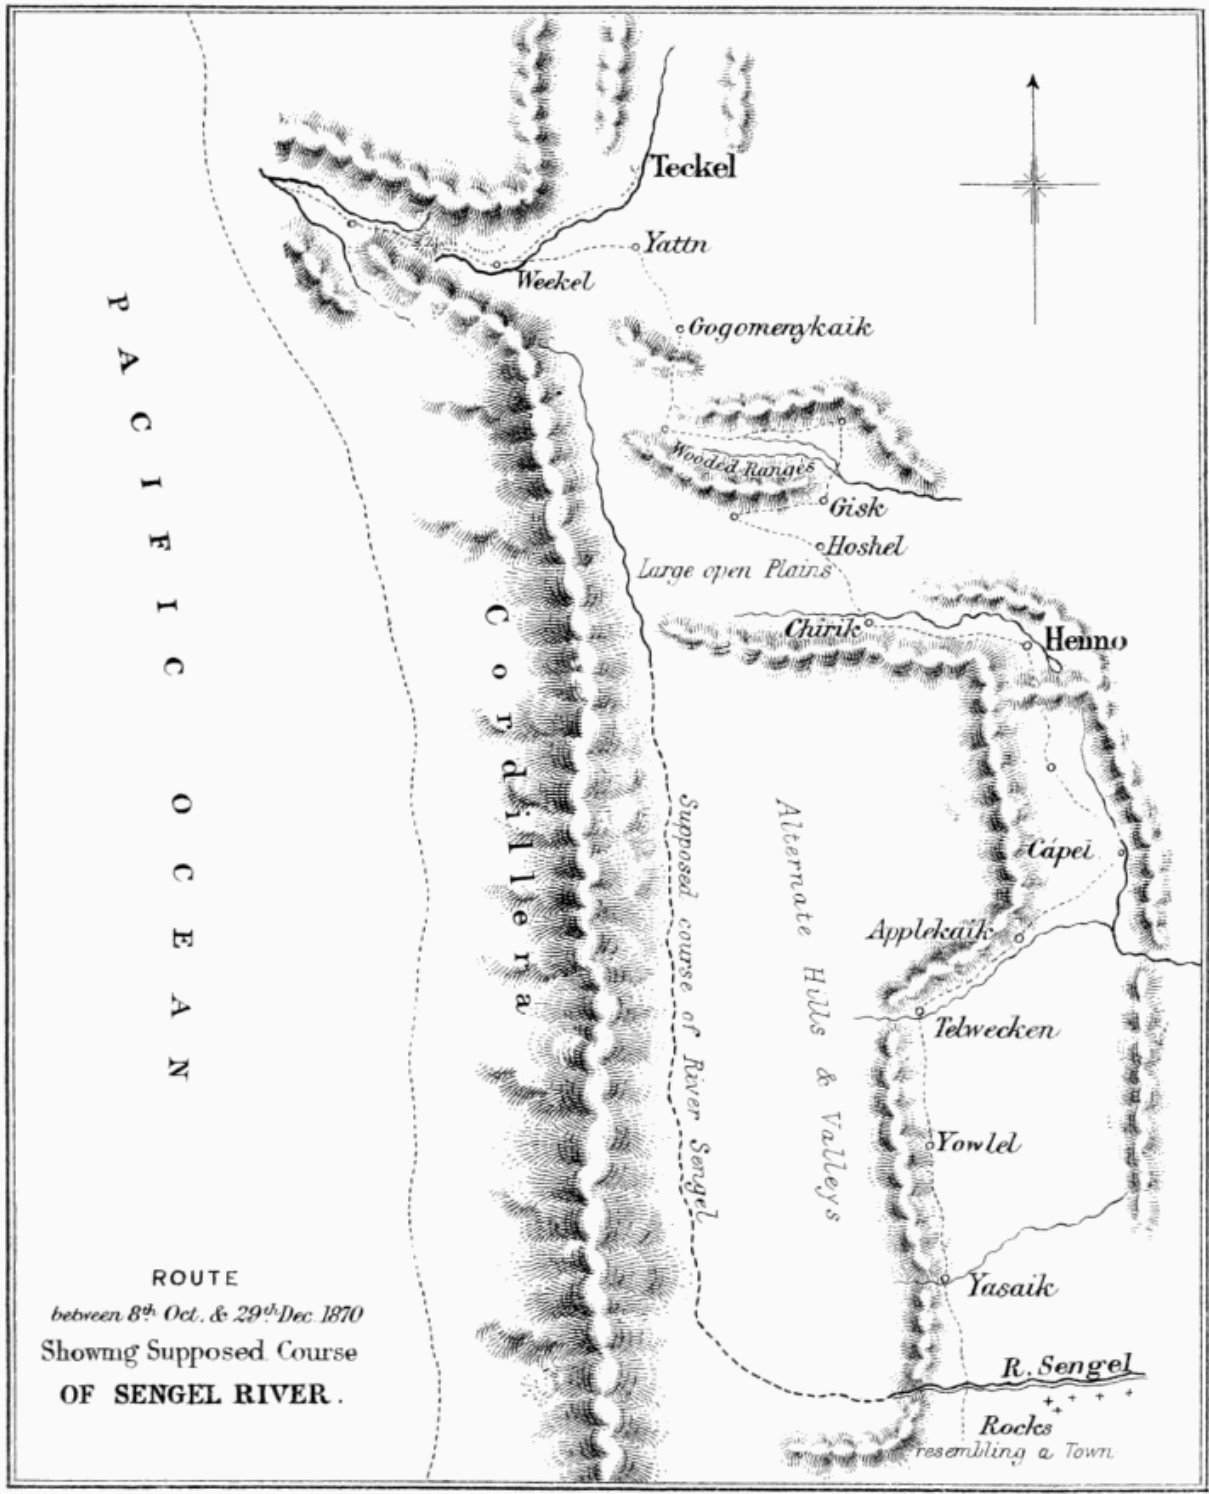 Teckel
Yattn
Weekel
Gogomenykaik
Wooded Ranges
Gisk
Hoshel
Large open Plains
Chirik
Henno
PACIFIC OCEAN
Cordillera
Supposed course of River Sengel
Alternate Hills & Valleys
Cápei
Applekaik
Telwecken
Yowlel
Yasaik
R. Sengel
Rocks
resembling a Town
ROUTE
between 8th Oct. & 29th Dec. 1870
Showing Supposed Course
OF SENGEL RIVER.